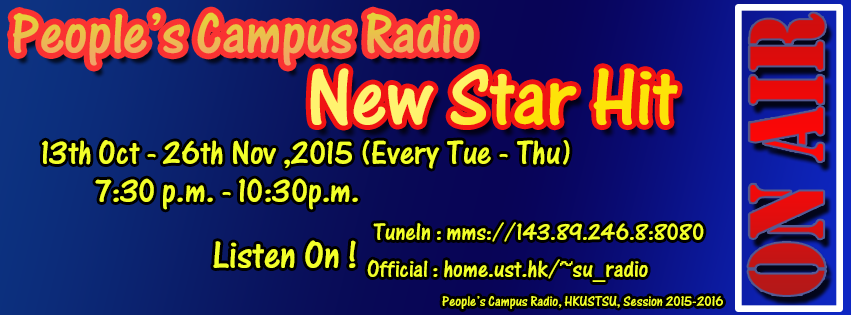 People's Campus Radio
New Star Hit
13th Oct - 26th Nov ,2015 (Every Tue - Thu)
7:30 p.m. - 10:30p.m.
Listen On !
TuneIn : mms://143.89.246.8:8080
Official : home.ust.hk/~su_radio
People's Campus Radio, HKUSTSU, Session 2015-2016
ON AIR